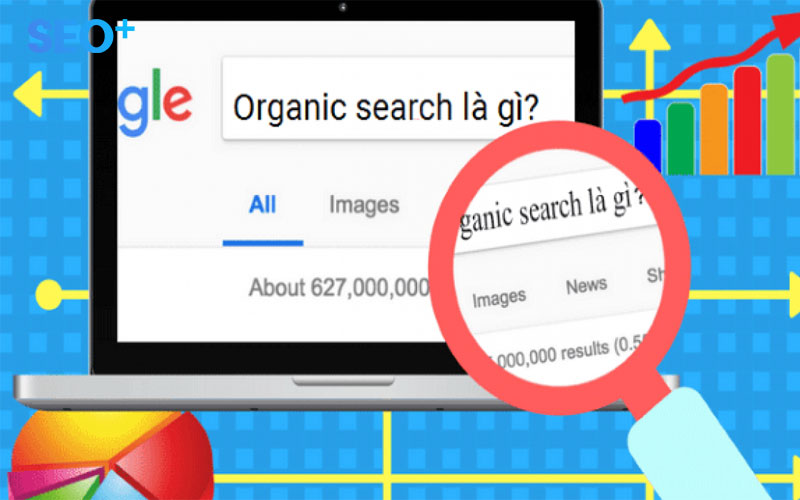 SEO+
gle
Organic search là gì?
All Images
About 627,000,000
ganic search là gì?
Images News Sh
,000,000 results (0.5